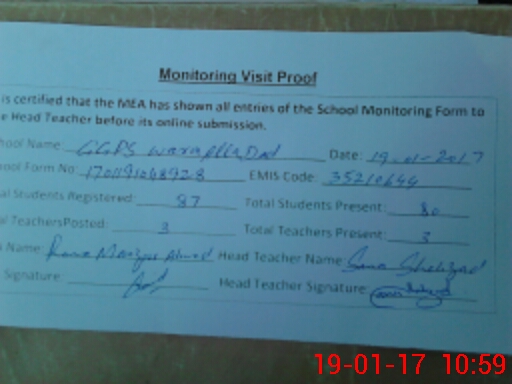 Monitoring Visit Proof
is certified that the MEA has shown all entries of the School Monitoring Form to
e Head Teacher before its online submission.
hool Name: GGPS Date: 19-01-2017
ool Form No: EMIS Code:
al Students Registered: 87 Total Students Present: 80
al TeachersPosted: 3 Total Teachers Present: 3
Name: Ahmad Head Teacher Name: Shehzad
Signature: Head Teacher Signature:
19-01-17 10:59